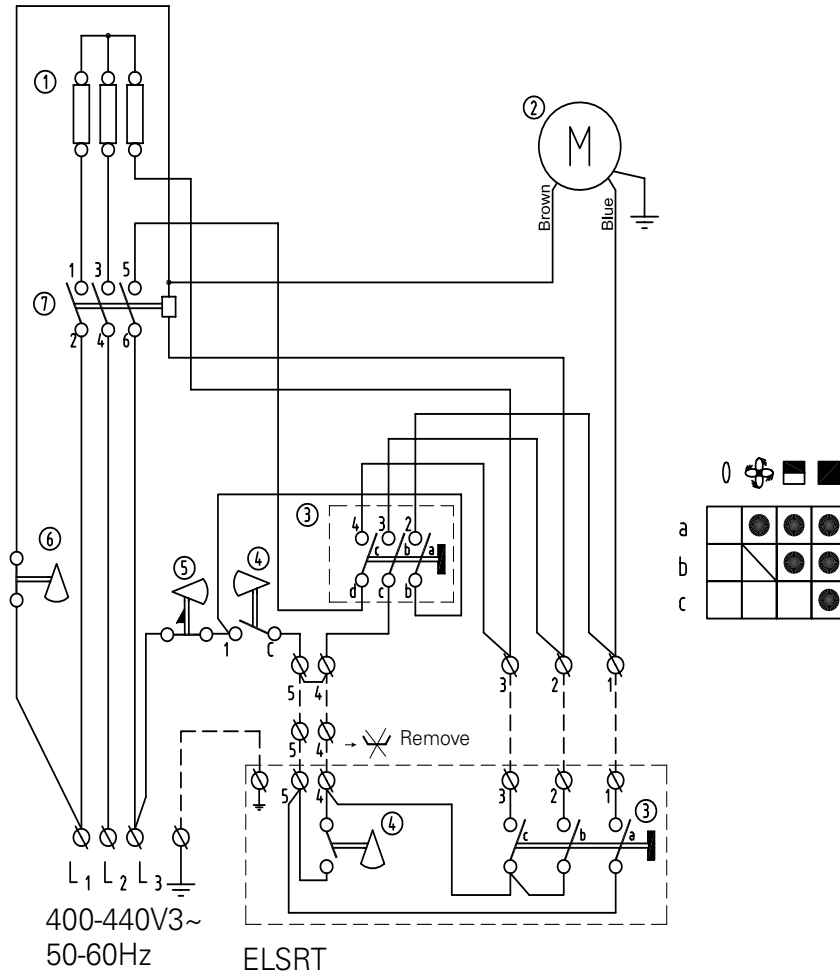 1
2
M
Brown
Blue
1 3 5
7
2 4 6
3
4 3 2
c b a
d c b
6
5
4
1 C
5 4
3 2 1
a
b
c
5 4
→ Remove
5 4
3 2 1
4
3
c b a
L1 L2 L3
400-440V3~
50-60Hz
ELSRT